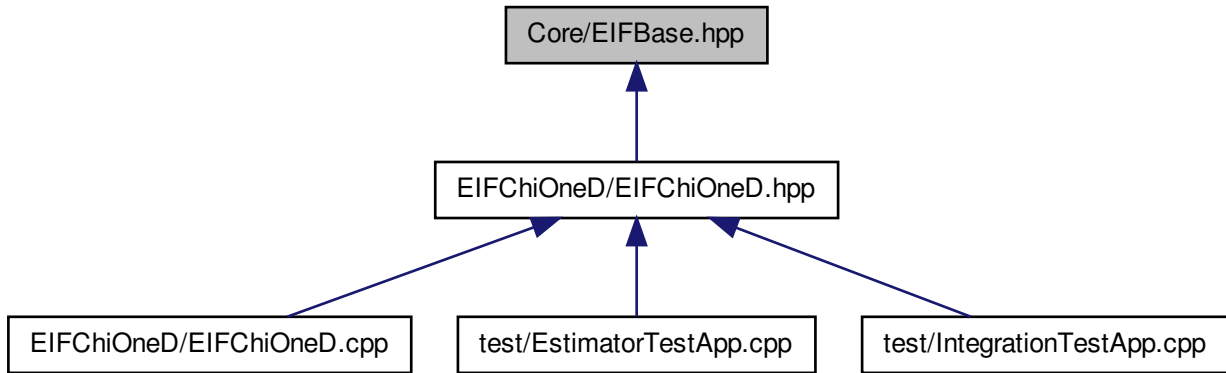 Core/EIFBase.hpp
EIFChiOneD/EIFChiOneD.hpp
EIFChiOneD/EIFChiOneD.cpp
test/EstimatorTestApp.cpp
test/IntegrationTestApp.cpp